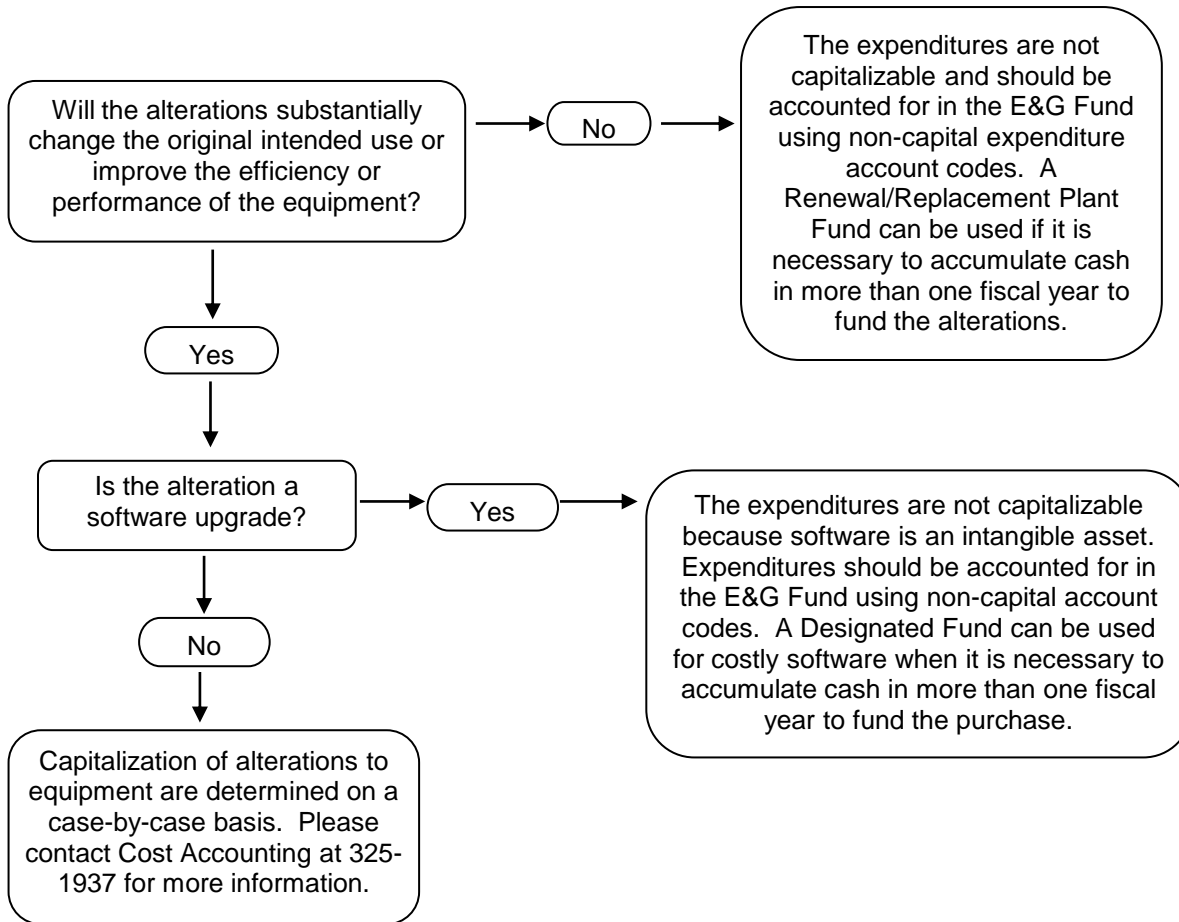 Will the alterations substantially
change the original intended use or
improve the efficiency or
performance of the equipment?
No
The expenditures are not
capitalizable and should be
accounted for in the E&G Fund
using non-capital expenditure
account codes.  A
Renewal/Replacement Plant
Fund can be used if it is
necessary to accumulate cash
in more than one fiscal year to
fund the alterations.
Yes
Is the alteration a
software upgrade?
Yes
The expenditures are not capitalizable
because software is an intangible asset.
Expenditures should be accounted for in
the E&G Fund using non-capital account
codes.  A Designated Fund can be used
for costly software when it is necessary to
accumulate cash in more than one fiscal
year to fund the purchase.
No
Capitalization of alterations to
equipment are determined on a
case-by-case basis.  Please
contact Cost Accounting at 325-
1937 for more information.